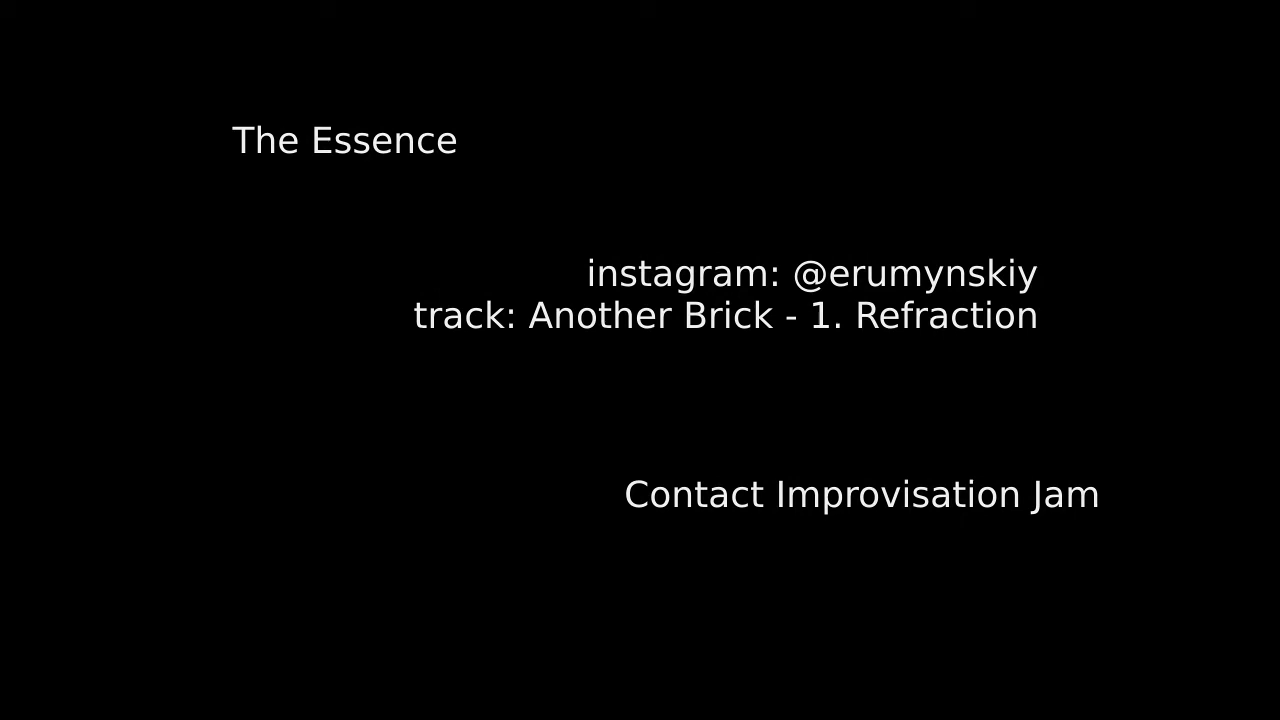 The Essence
instagram: @erumynskiy
track: Another Brick - 1. Refraction
Contact Improvisation Jam